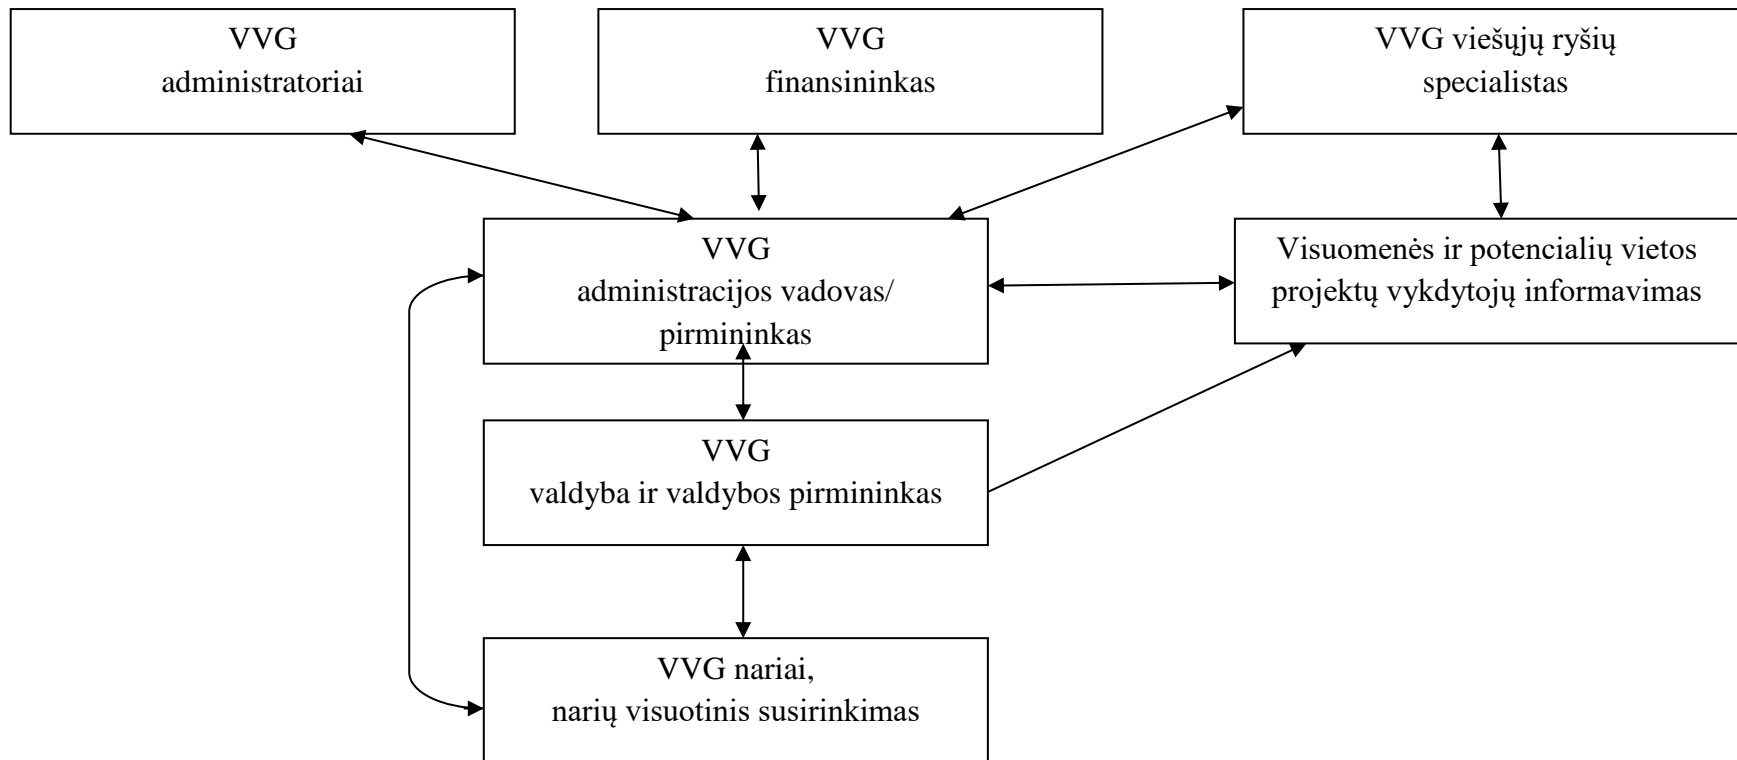 VVG
administratoriai
VVG
finansininkas
VVG viešųjų ryšių
specialistas
VVG
administracijos vadovas/
pirmininkas
Visuomenės ir potencialių vietos
projektų vykdytojų informavimas
VVG
valdyba ir valdybos pirmininkas
VVG nariai,
narių visuotinis susirinkimas